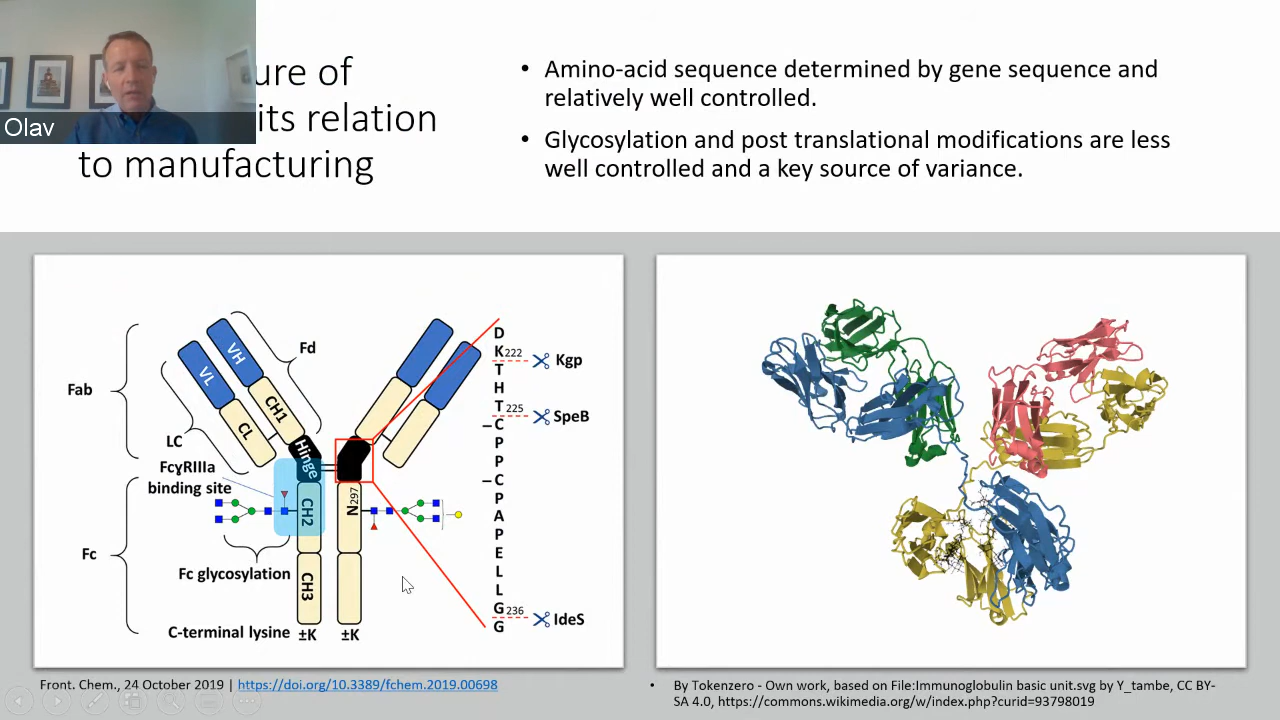 ure of
its relation
to manufacturing
Olav
• Amino-acid sequence determined by gene sequence and
relatively well controlled.
• Glycosylation and post translational modifications are less
well controlled and a key source of variance.
Fab
Fc
LC
Fd
VL
VH
CL
CH1
Hinge
FcγRIIIa
binding site
CH2
N297
Fc glycosylation
CH3
C-terminal lysine ±K ±K
D
K222
Kgp
T
H
T225
SpeB
C
P
P
C
P
A
P
E
L
L
G236
IdeS
G
Front. Chem., 24 October 2019 | https://doi.org/10.3389/fchem.2019.00698
• By Tokenzero - Own work, based on File:Immunoglobulin basic unit.svg by Y_tambe, CC BY-
SA 4.0, https://commons.wikimedia.org/w/index.php?curid=93798019